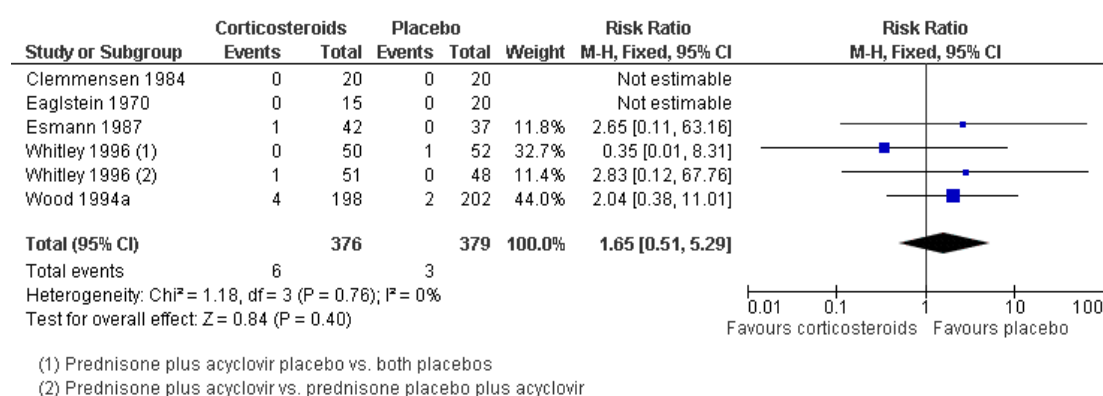 Corticosteroids Placebo Risk Ratio Risk Ratio
Study or Subgroup Events Total Events Total Weight M-H, Fixed, 95% CI M-H, Fixed, 95% CI
Clemmensen 1984 0 20 0 20 Not estimable
Eaglstein 1970 0 15 0 20 Not estimable
Esmann 1987 1 42 0 37 11.8% 2.65 [0.11, 63.16]
Whitley 1996 (1) 0 50 1 52 32.7% 0.35 [0.01, 8.31]
Whitley 1996 (2) 1 51 0 48 11.4% 2.83 [0.12, 67.76]
Wood 1994a 4 198 2 202 44.0% 2.04 [0.38, 11.01]
Total (95% CI) 376 379 100.0% 1.65 [0.51, 5.29]
Total events 6 3
Heterogeneity: Chi² = 1.18, df = 3 (P = 0.76); I² = 0%
Test for overall effect: Z = 0.84 (P = 0.40)
0.01 0.1 1 10 100
Favours corticosteroids Favours placebo
(1) Prednisone plus acyclovir placebo vs. both placebos
(2) Prednisone plus acyclovir vs. prednisone placebo plus acyclovir